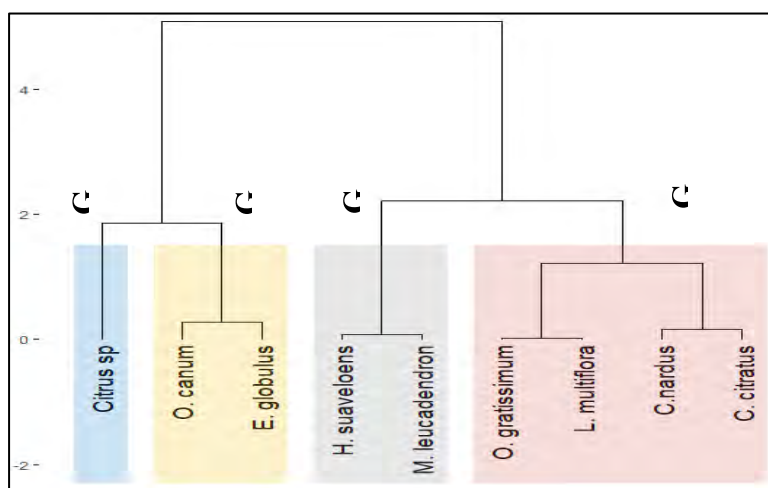 4
2
0
-2
G
G
G
G
Citrus sp
O. canum
E. globulus
H. suaveloens
M. leucadendron
O. gratissimum
L. multiflora
C.nardus
C. citratus